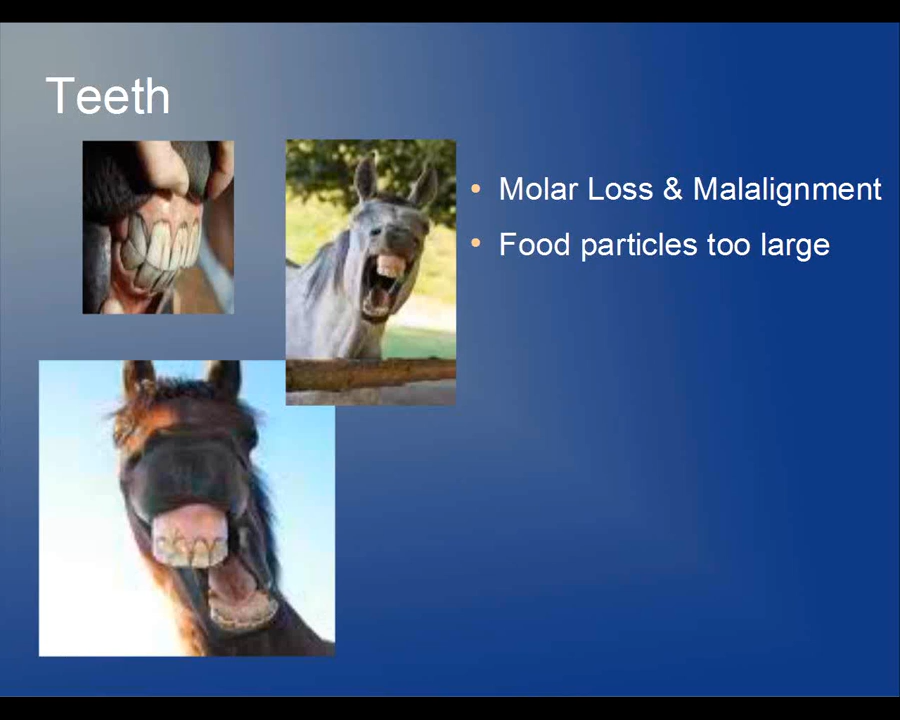 Teeth
• Molar Loss & Malalignment
• Food particles too large